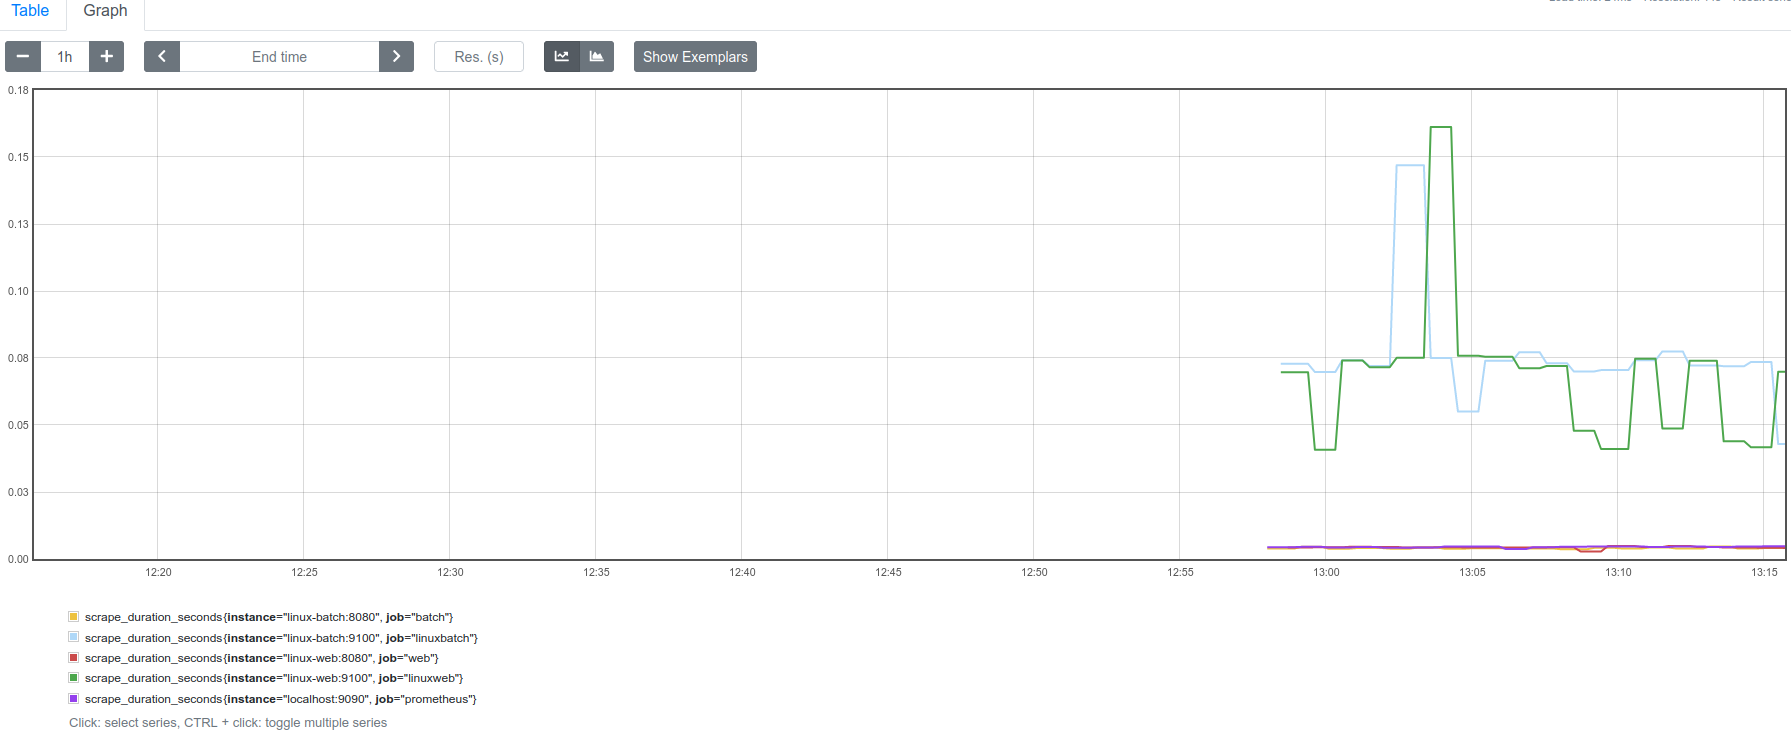 Table Graph
1h End time Res. (s) Show Exemplars
0.18
0.15
0.13
0.10
0.08
0.05
0.03
0.00
12:20 12:25 12:30 12:35 12:40 12:45 12:50 12:55 13:00 13:05 13:10 13:15
scrape_duration_seconds{instance="linux-batch:8080", job="batch"}
scrape_duration_seconds{instance="linux-batch:9100", job="linuxbatch"}
scrape_duration_seconds{instance="linux-web:8080", job="web"}
scrape_duration_seconds{instance="linux-web:9100", job="linuxweb"}
scrape_duration_seconds{instance="localhost:9090", job="prometheus"}
Click: select series, CTRL + click: toggle multiple series